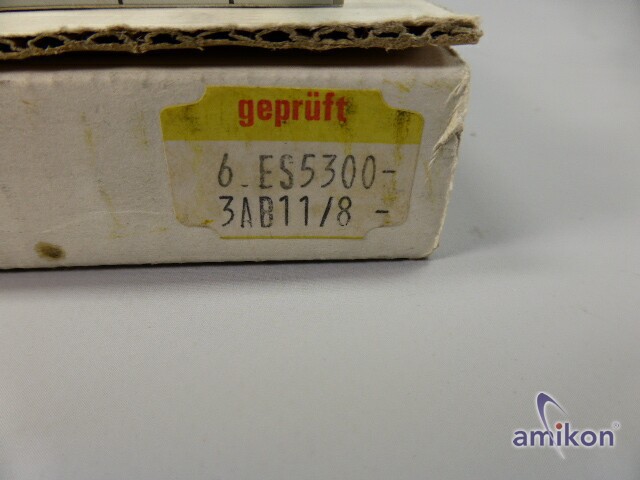 geprüft
6.ES5300-
3AB11/8 -
amikon